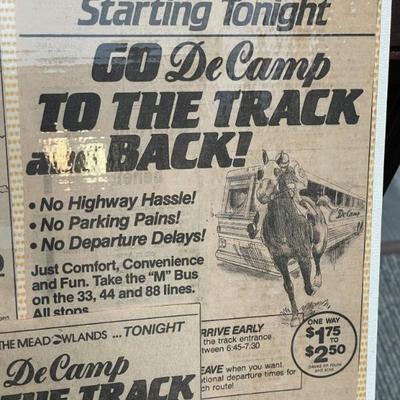 Starting Tonight
GO DeCamp
TO THE TRACK
and BACK!
• No Highway Hassle!
• No Parking Pains!
• No Departure Delays!
Just Comfort, Convenience
and Fun. Take the "M" Bus
on the 33, 44 and 88 lines.
All stops
DeCamp
RRIVE EARLY
the track entrance
tween 6:45-7:30
EAVE when you want.
tional departure times for
ch route!
ONE WAY
$1.75
TO
$2.50
THE MEADOWLANDS ... TONIGHT
DeCamp
THE TRACK